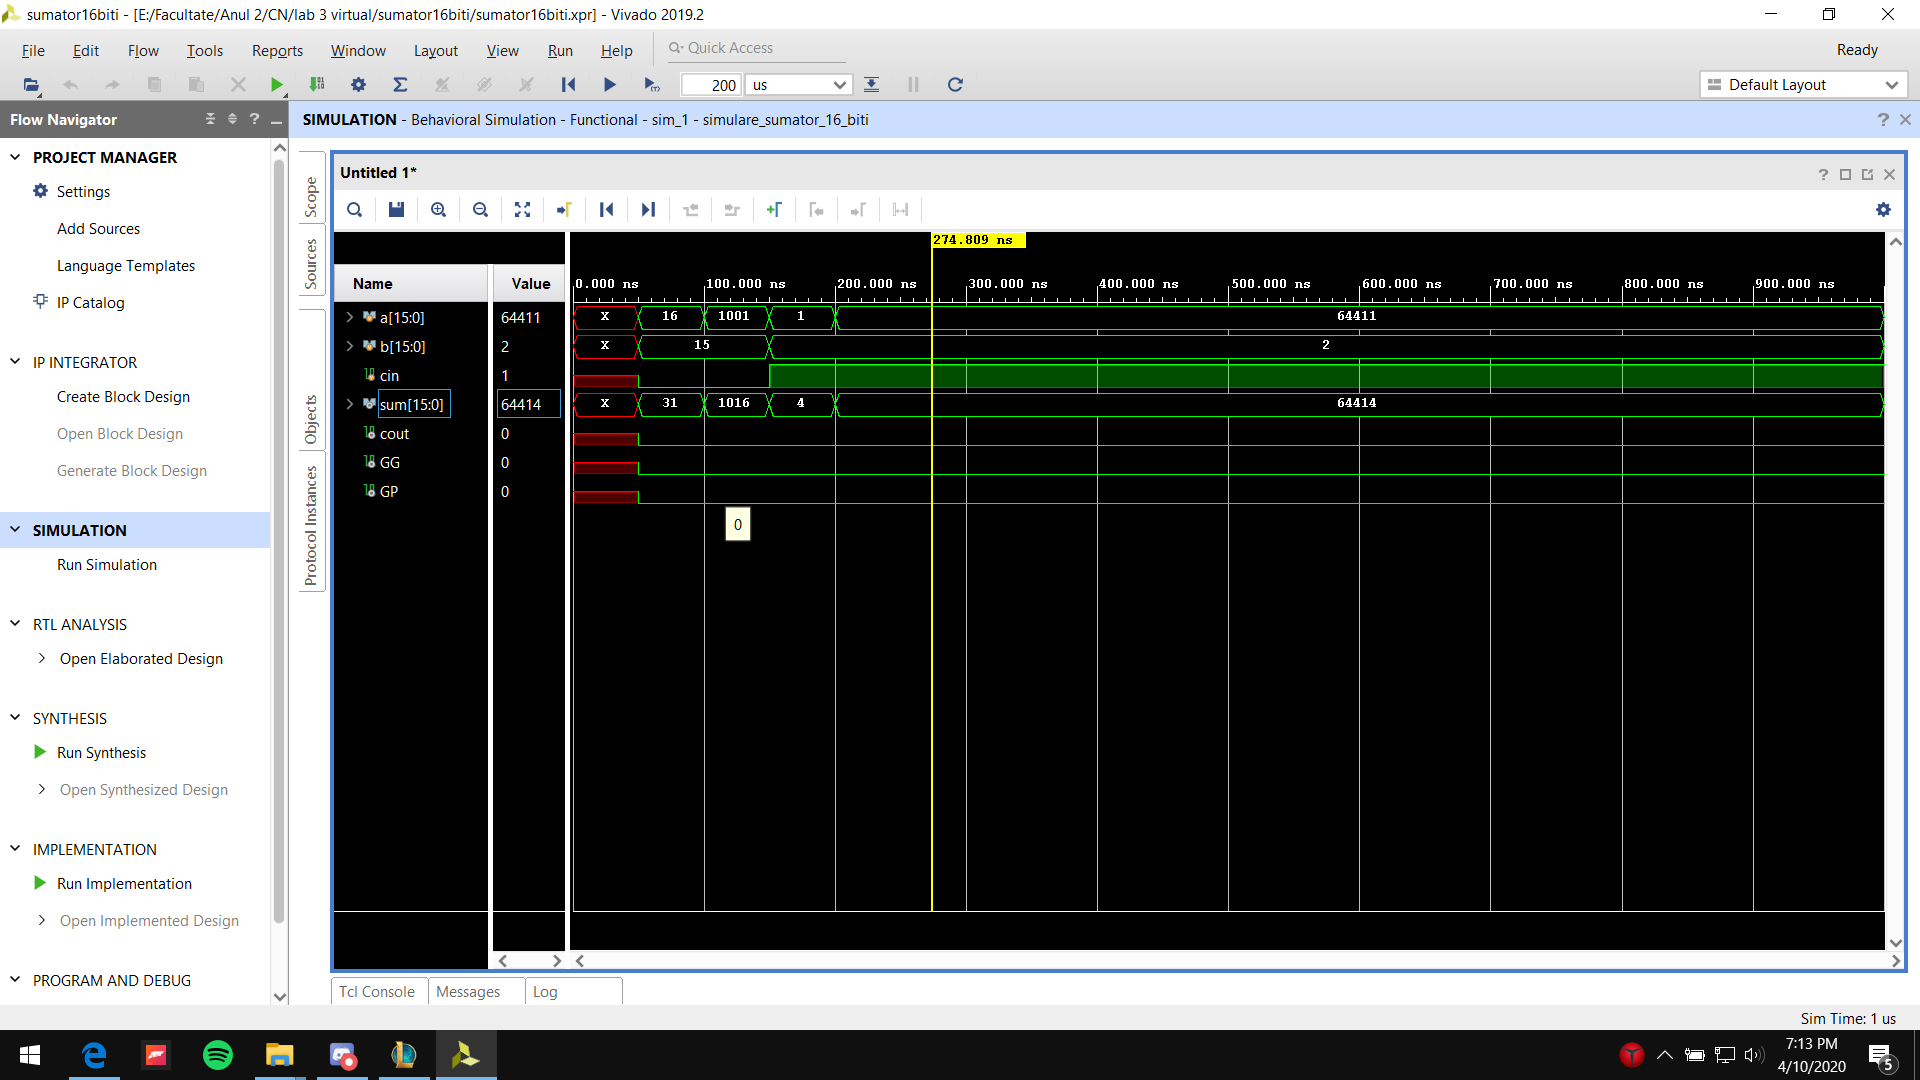 sumator16biti - [E:/Facultate/Anul 2/CN/lab 3 virtual/sumator16biti/sumator16biti.xpr] - Vivado 2019.2
File Edit Flow Tools Reports Window Layout View Run Help Quick Access Ready
200 us Default Layout
Flow Navigator
SIMULATION - Behavioral Simulation - Functional - sim_1 - simulare_sumator_16_biti
PROJECT MANAGER
Settings
Add Sources
Language Templates
IP Catalog
IP INTEGRATOR
Create Block Design
Open Block Design
Generate Block Design
SIMULATION
Run Simulation
RTL ANALYSIS
Open Elaborated Design
SYNTHESIS
Run Synthesis
Open Synthesized Design
IMPLEMENTATION
Run Implementation
Open Implemented Design
PROGRAM AND DEBUG
Scope
Sources
Objects
Protocol Instances
Untitled 1*
274.809 ns
Name Value 0.000 ns 100.000 ns 200.000 ns 300.000 ns 400.000 ns 500.000 ns 600.000 ns 700.000 ns 800.000 ns 900.000 ns
a[15:0] 64411 X 16 1001 1 64411
b[15:0] 2 X 15 2
cin 1
sum[15:0] 64414 X 31 1016 4 64414
cout 0
GG 0
GP 0
0
Tcl Console Messages Log
Sim Time: 1 us
7:13 PM
4/10/2020
5